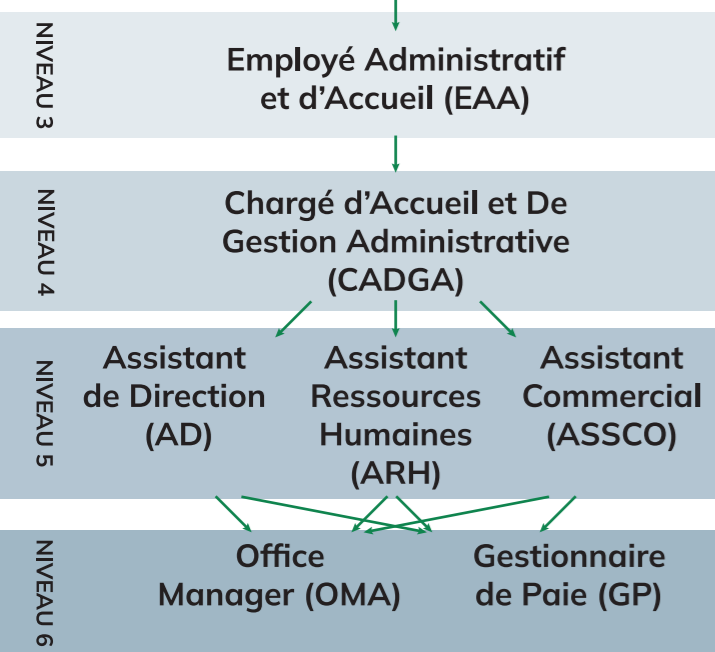 NIVEAU 3
Employé Administratif
et d'Accueil (EAA)
NIVEAU 4
Chargé d'Accueil et De
Gestion Administrative
(CADGA)
NIVEAU 5
Assistant
de Direction
(AD)
Assistant
Ressources
Humaines
(ARH)
Assistant
Commercial
(ASSCO)
NIVEAU 6
Office
Manager (OMA)
Gestionnaire
de Paie (GP)